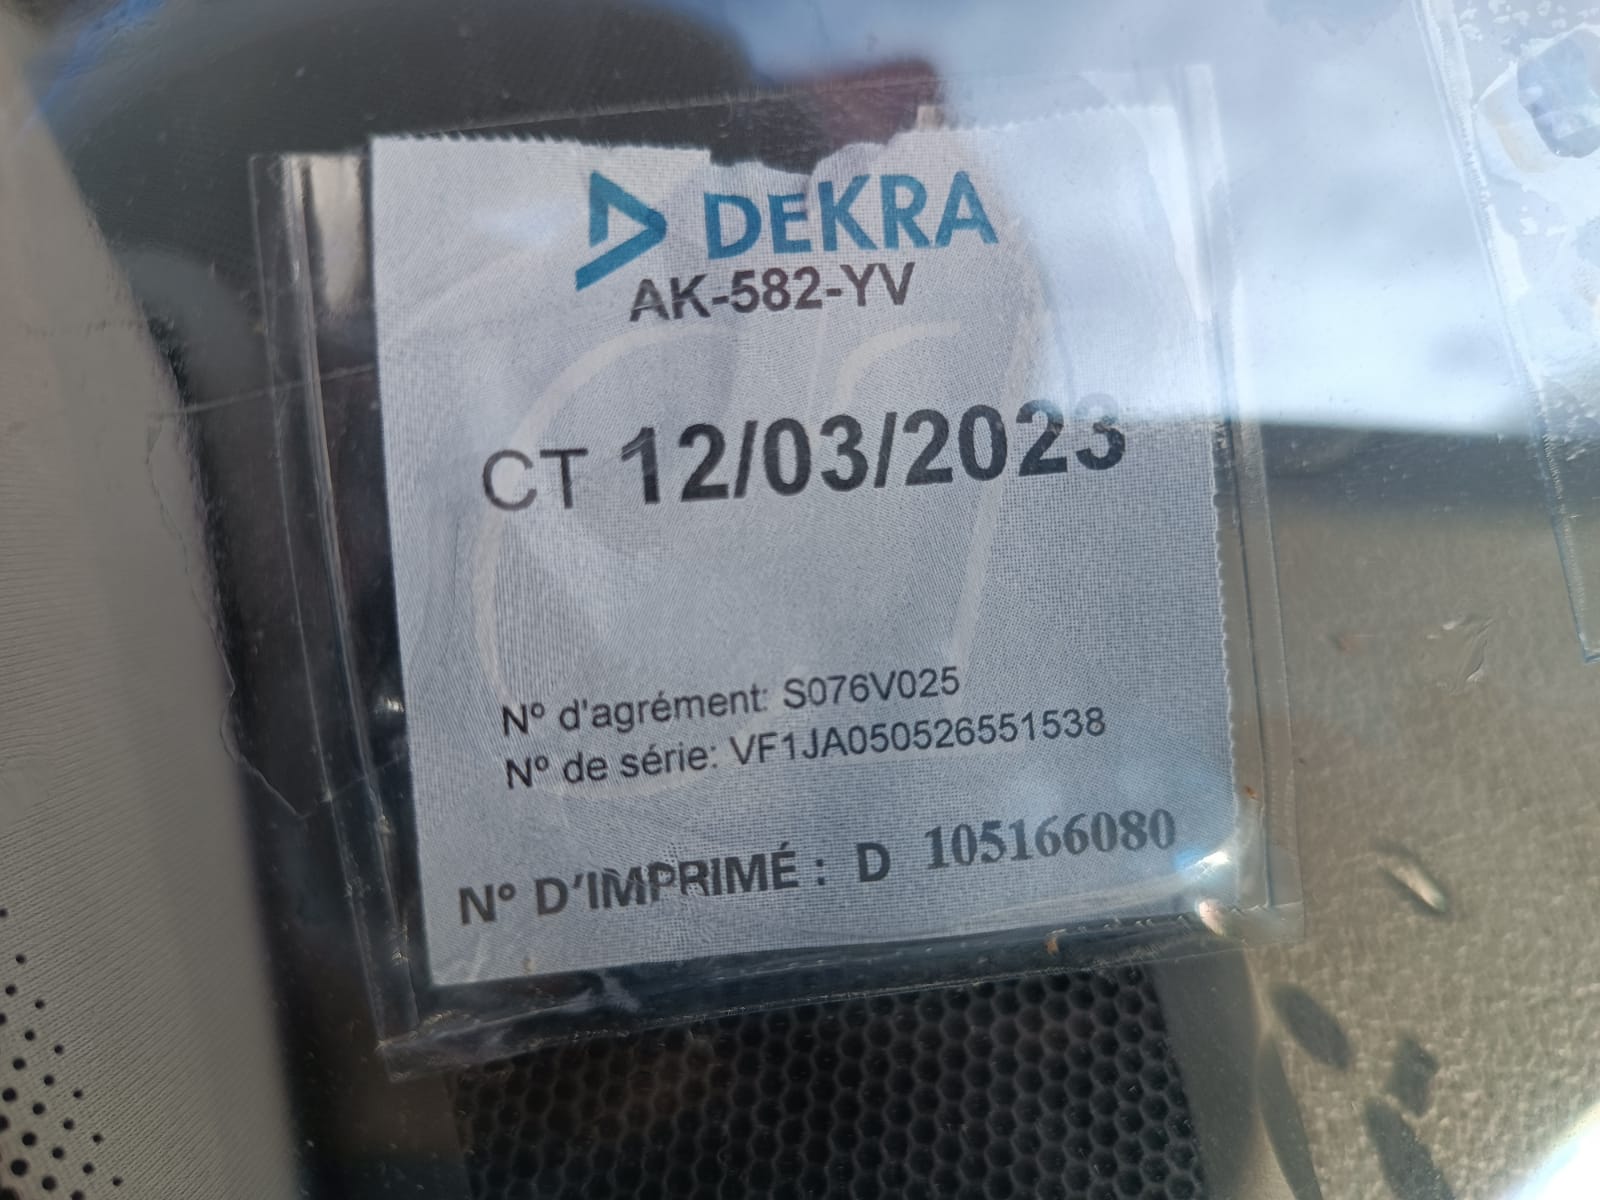 DEKRA
AK-582-YV
CT 12/03/2023
N° d'agrément: S076V025
N° de série: VF1JA050526551538
N° D'IMPRIMÉ : D 105166080